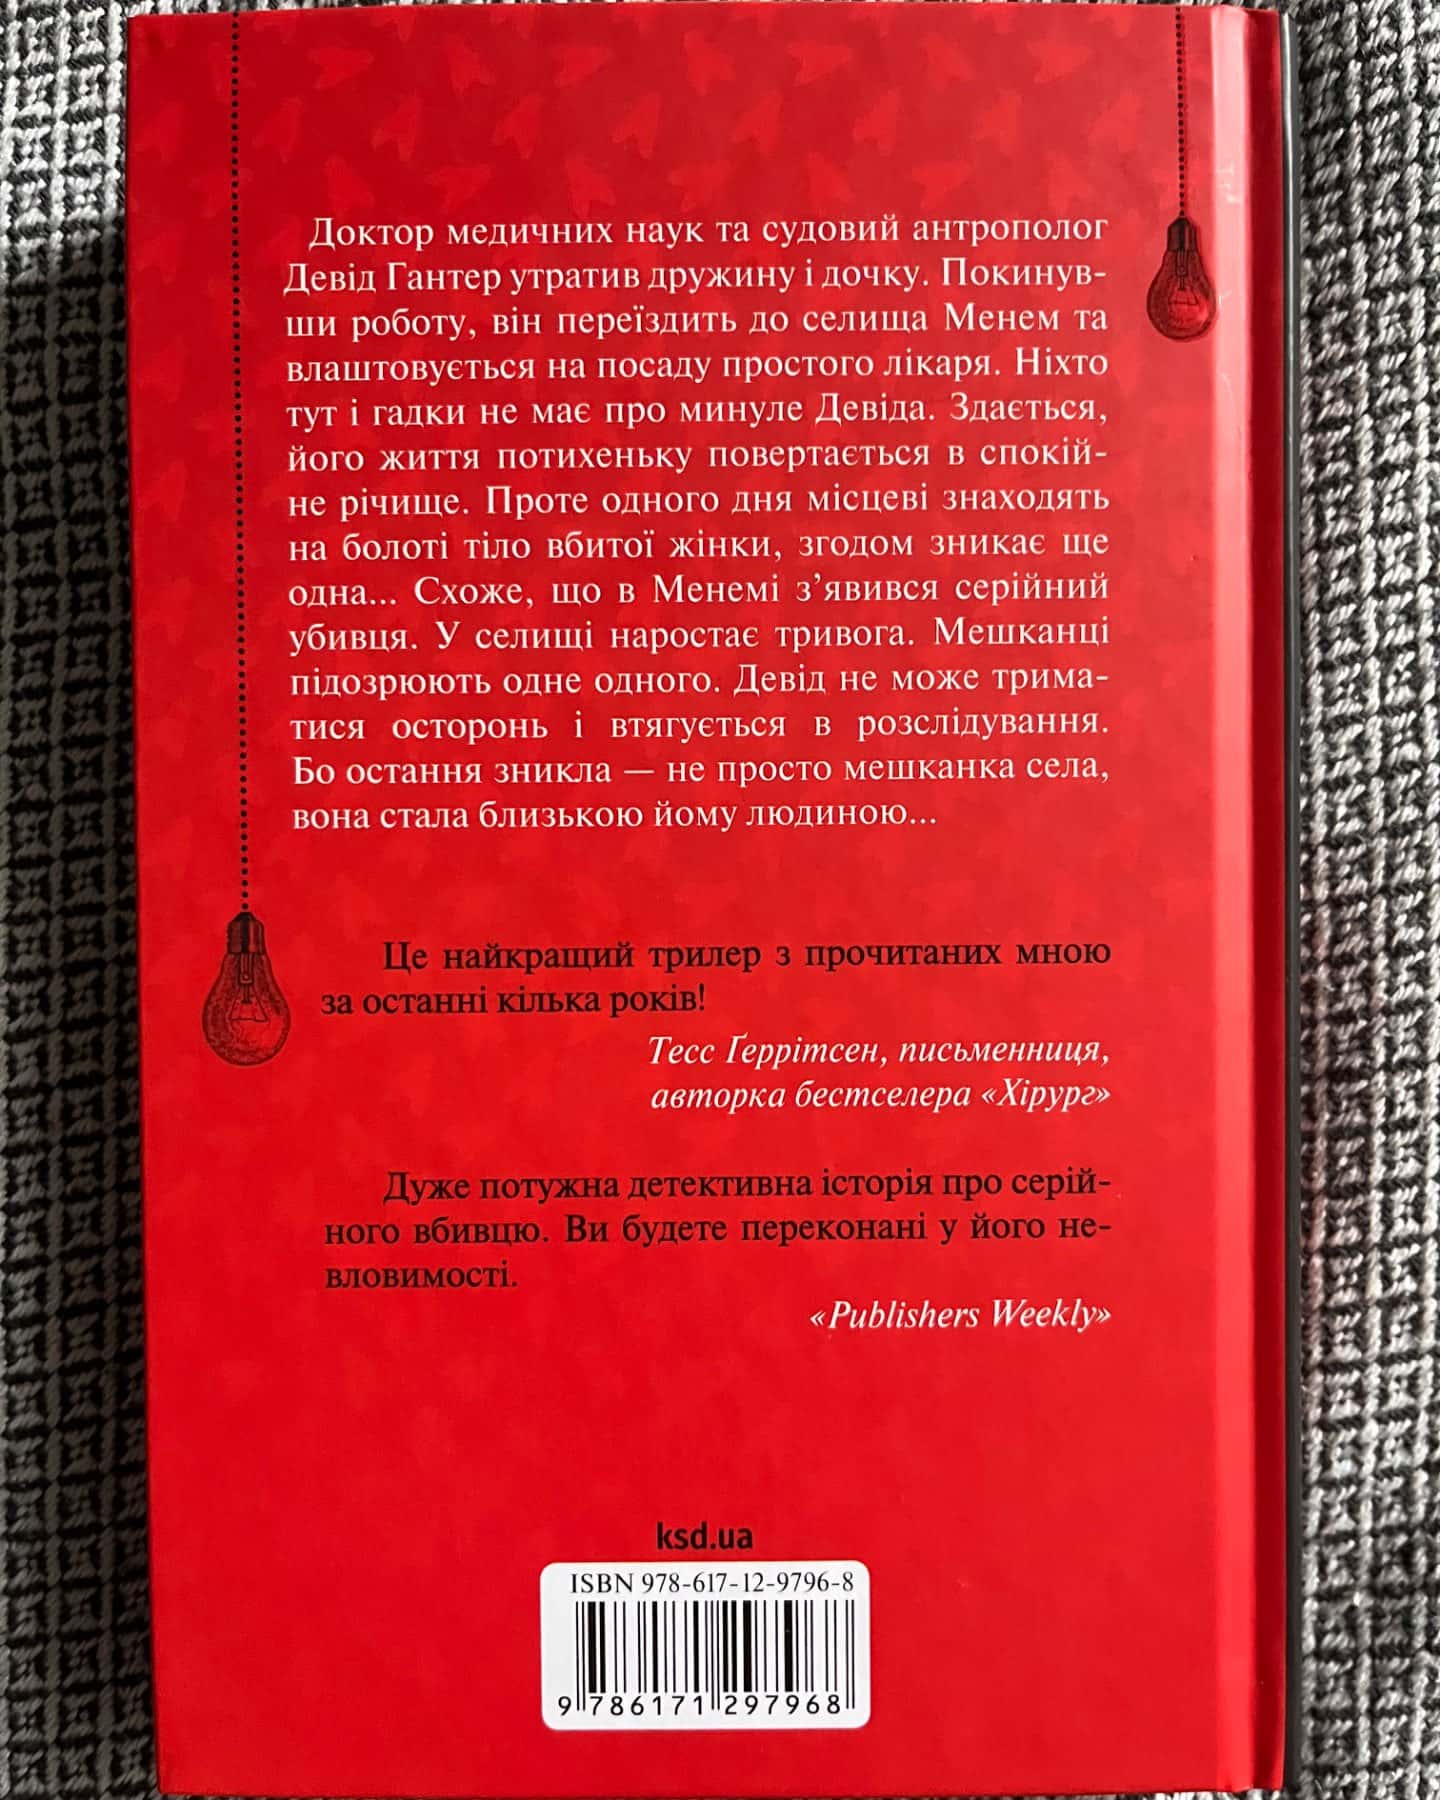 Доктор медичних наук та судовий антрополог
Девід Гантер утратив дружину і дочку. Покинув-
ши роботу, він переїздить до селища Менем та
влаштовується на посаду простого лікаря. Ніхто
тут і гадки не має про минуле Девіда. Здається,
його життя потихеньку повертається в спокій-
не річище. Проте одного дня місцеві знаходять
на болоті тіло вбитої жінки, згодом зникає ще
одна... Схоже, що в Менемі з’явився серійний
убивця. У селищі наростає тривога. Мешканці
підозрюють одне одного. Девід не може трима-
тися осторонь і втягується в розслідування.
Бо остання зникла — не просто мешканка села,
вона стала близькою йому людиною...
Це найкращий трилер з прочитаних мною
за останні кілька років!
Тесс Ґеррітсен, письменниця,
авторка бестселера «Хірург»
Дуже потужна детективна історія про серій-
ного вбивцю. Ви будете переконані у його не-
вловимості.
«Publishers Weekly»
ksd.ua
ISBN 978-617-12-9796-8
9 786171 297968